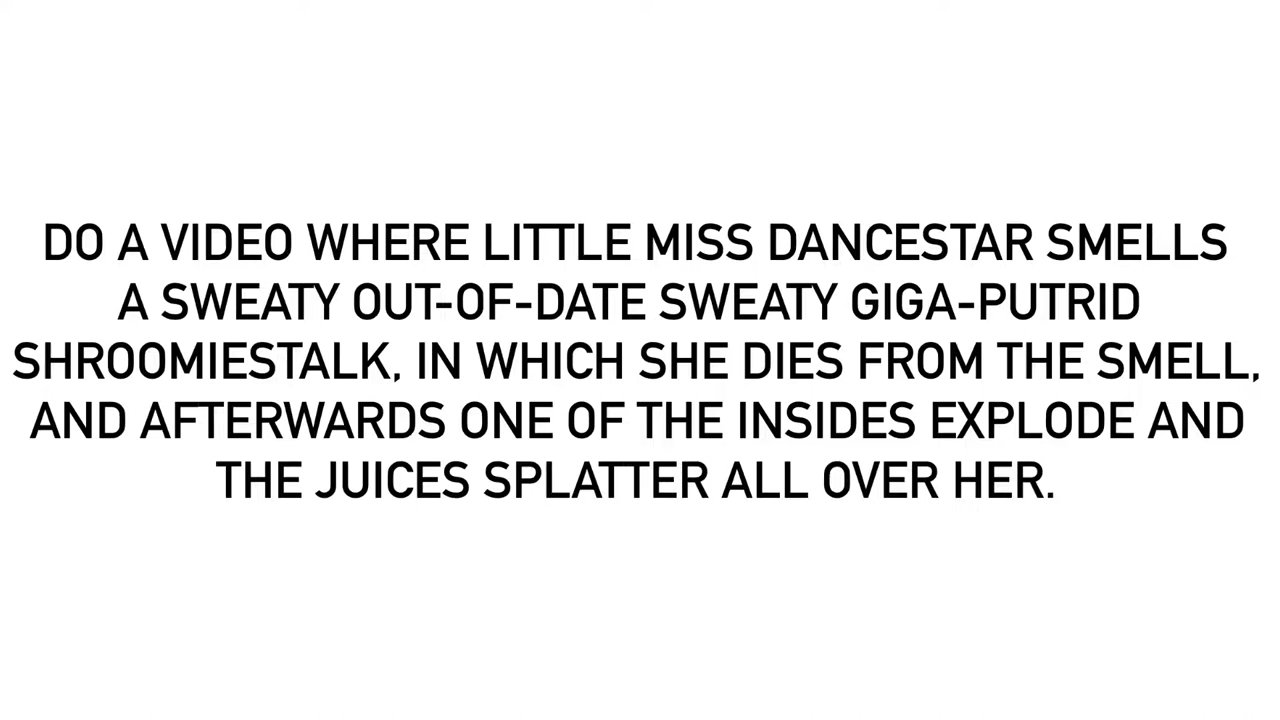 DO A VIDEO WHERE LITTLE MISS DANCESTAR SMELLS
A SWEATY OUT-OF-DATE SWEATY GIGA-PUTRID
SHROOMIESTALK, IN WHICH SHE DIES FROM THE SMELL,
AND AFTERWARDS ONE OF THE INSIDES EXPLODE AND
THE JUICES SPLATTER ALL OVER HER.